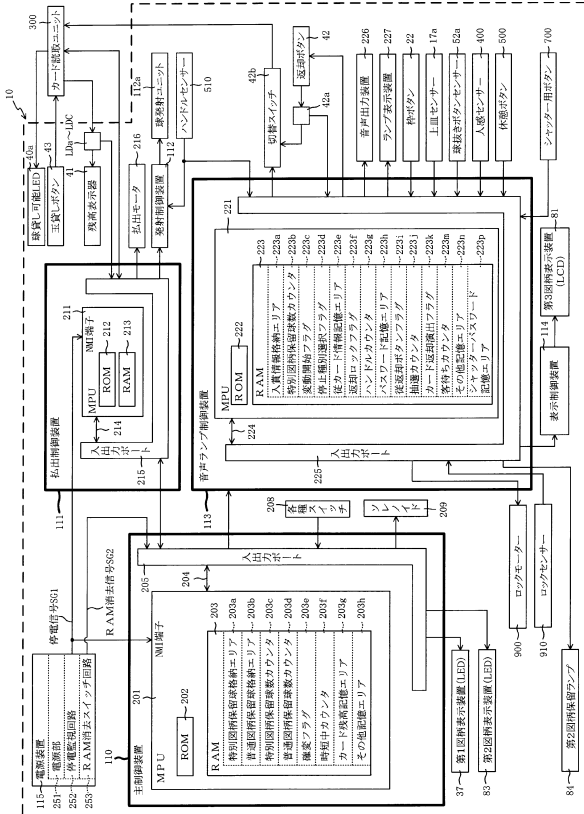 10
300
カード読取ユニット
40a
球貸し可能LED
43
玉貸しボタン
LDa～LDC
41
残高表示器
216
払出モータ
112a
球発射ユニット
112
発射制御装置
510
ハンドルセンサー
42b
切替スイッチ
42
返却ボタン
42a
226
音声出力装置
227
ランプ表示装置
22
枠ボタン
17a
上皿センサー
52a
球抜きボタンセンサー
400
人感センサー
500
休憩ボタン
700
シャッター用ボタン
111
払出制御装置
211
MPU
NMI端子
212
ROM
213
RAM
214
215
入出力ポート
113
音声ランプ制御装置
221
MPU
222
ROM
223
RAM
入賞情報格納エリア 223a
特別図柄保留球数カウンタ 223b
変動開始フラグ 223c
停止種別選択フラグ 223d
従カード情報記憶エリア 223e
返却ロックフラグ 223f
ハンドルカウンタ 223g
パスワード記憶エリア 223h
従返却ボタンフラグ 223i
抽選カウンタ 223j
カード返却演出フラグ 223k
客待ちカウンタ 223m
その他記憶エリア 223n
シャッターパスワード記憶エリア 223p
224
225
入出力ポート
114
表示制御装置
81
第3図柄表示装置
(LCD)
115
電源装置
251
電源部
252
停電監視回路
253
RAM消去スイッチ回路
停電信号SG1
RAM消去信号SG2
110
主制御装置
201
MPU
NMI端子
202
ROM
203
RAM
特別図柄保留球格納エリア 203a
普通図柄保留球格納エリア 203b
特別図柄保留球数カウンタ 203c
普通図柄保留球数カウンタ 203d
確変フラグ 203e
時短中カウンタ 203f
カード残高記憶エリア 203g
その他記憶エリア 203h
204
205
入出力ポート
208
各種スイッチ
209
ソレノイド
37
第1図柄表示装置(LED)
83
第2図柄表示装置(LED)
900
ロックモーター
910
ロックセンサー
84
第2図柄保留ランプ